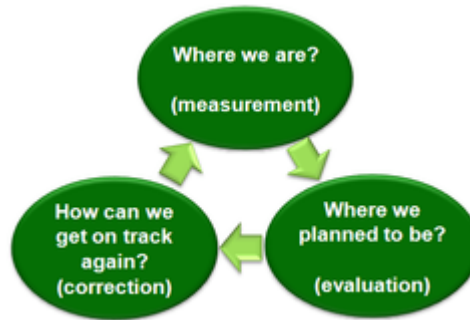 Where we are?
(measurement)
Where we
planned to be?
(evaluation)
How can we
get on track
again?
(correction)